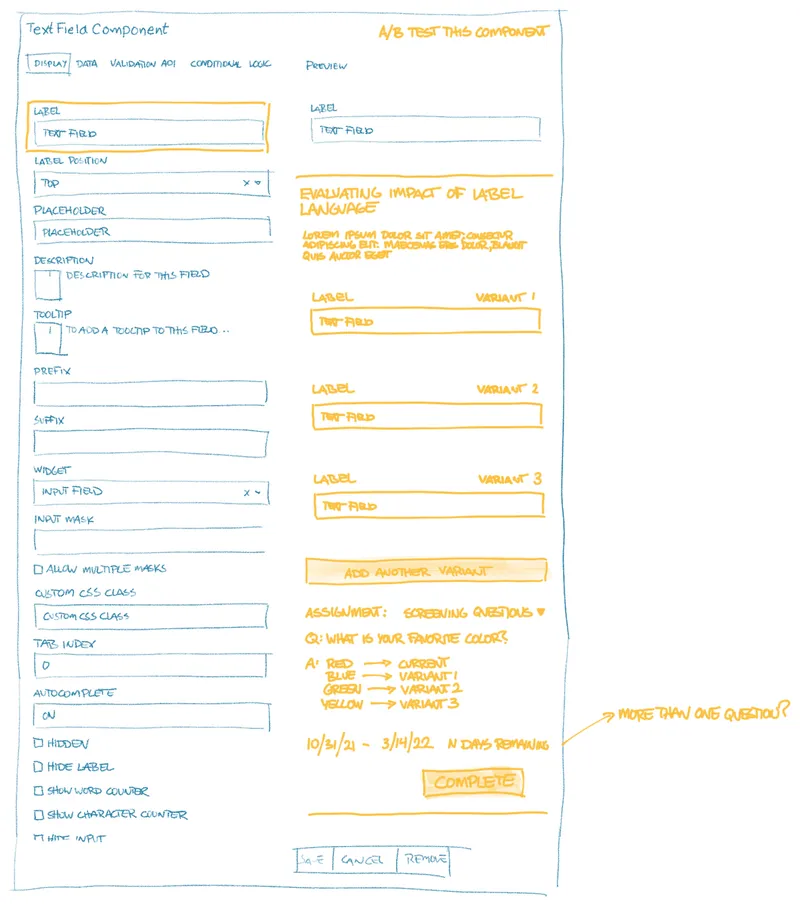 Text Field Component
A/B TEST THIS COMPONENT
DISPLAY DATA VALIDATION AOI CONDITIONAL LOGIC
PREVIEW
LABEL
TEXT FIELD
LABEL POSITION
TOP X
PLACEHOLDER
PLACEHOLDER
DESCRIPTION
1 DESCRIPTION FOR THIS FIELD
TOOLTIP
1 TO ADD A TOOLTIP TO THIS FIELD ..
PREFIX
SUFFIX
WIDGET
INPUT FIELD X
INPUT MASK
ALLOW MULTIPLE MASKS
CUSTOM CSS CLASS
CUSTOM CSS CLASS
TAB INDEX
0
AUTOCOMPLETE
ON
HIDDEN
HIDE LABEL
SHOW WORD COUNTER
SHOW CHARACTER COUNTER
HIDE INPUT
LABEL
TEXT FIELD
EVALUATING IMPACT OF LABEL
LANGUAGE
LOREM IPSUM DOLOR SIT AMET, CONSECTUR
ADIPISCING ELIT. MAECENAS EGE DOLOR, BLANDIT
QUIS AUCTOR EGET
LABEL VARIANT 1
TEXT FIELD
LABEL VARIANT 2
TEXT FIELD
LABEL VARIANT 3
TEXT FIELD
ADD ANOTHER VARIANT
ASSIGNMENT: SCREENING QUESTIONS ▼
Q: WHAT IS YOUR FAVORITE COLOR?
A: RED → CURRENT
BLUE → VARIANT 1
GREEN → VARIANT 2
YELLOW → VARIANT 3
10/31/21 - 3/14/22 N DAYS REMAINING
COMPLETE
SAVE CANCEL REMOVE
MORE THAN ONE QUESTION?